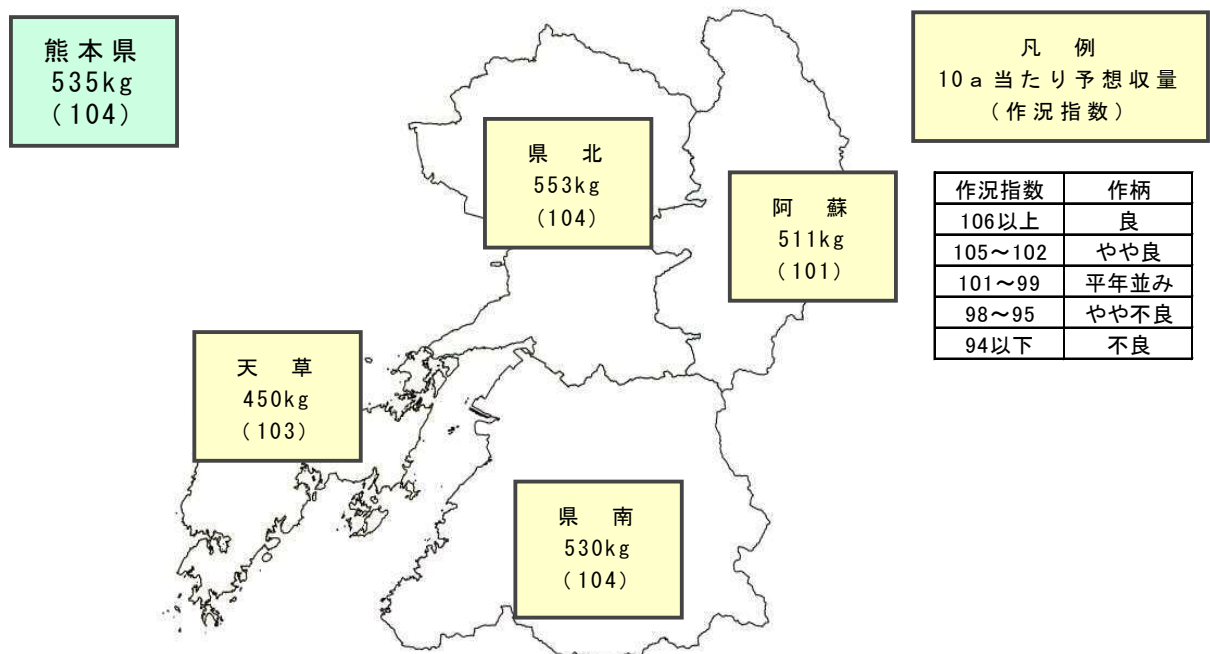 熊本県
535kg
(104)
凡　例
10a当たり予想収量
(作況指数)
県　北
553kg
(104)
阿　蘇
511kg
(101)
作況指数 作柄
106以上 良
105～102 やや良
101～99 平年並み
98～95 やや不良
94以下 不良
天　草
450kg
(103)
県　南
530kg
(104)